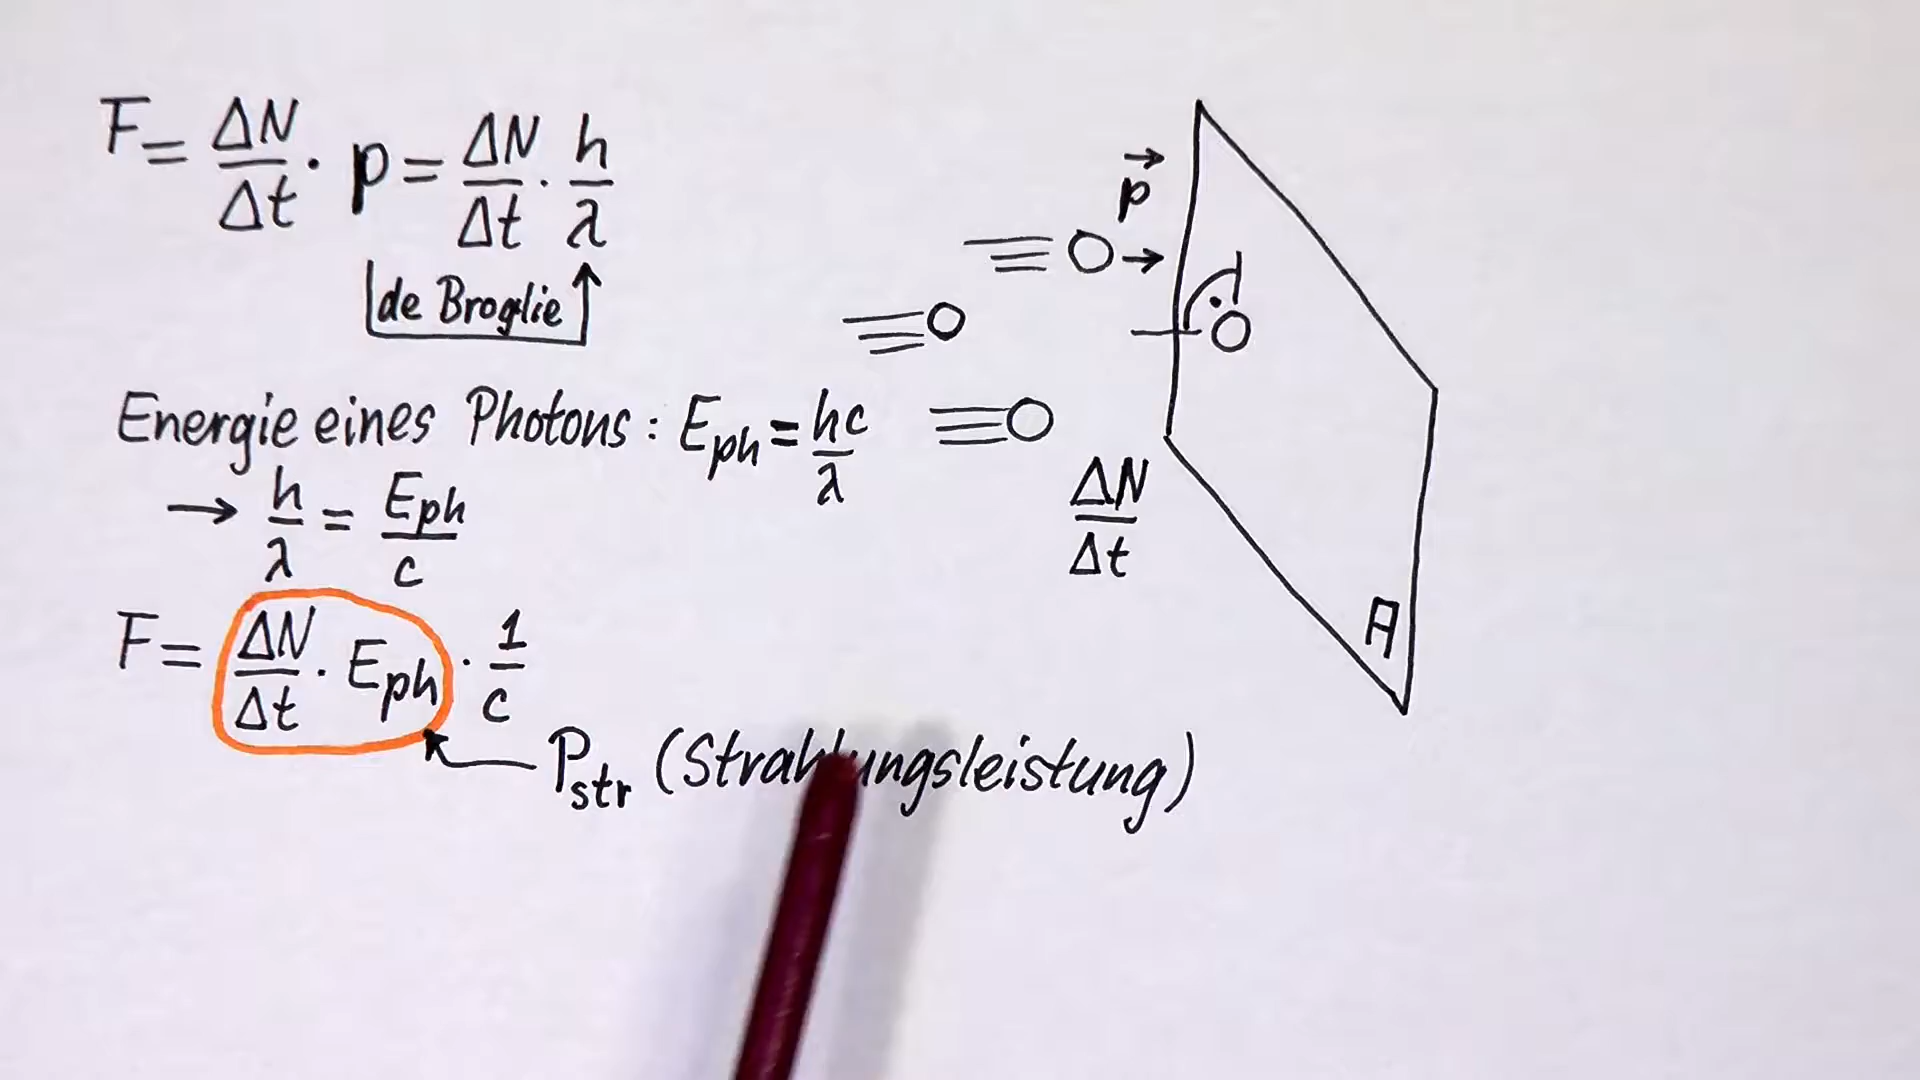 F = ΔN/Δt · p = ΔN/Δt · h/λ
de Broglie
Energie eines Photons: E_ph = hc/λ
→ h/λ = E_ph/c
F = ΔN/Δt · E_ph · 1/c
P_str (Strahlungsleistung)
p⃗
ΔN/Δt
A